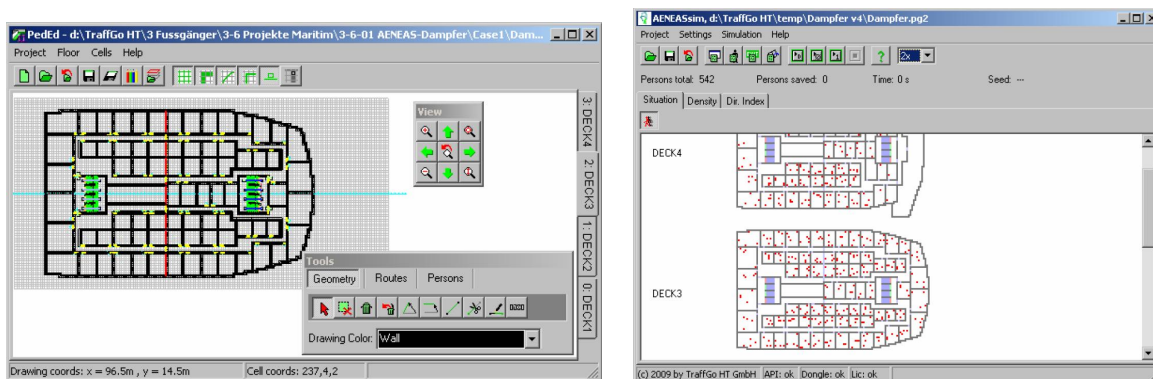 PedEd - d:\TraffGo HT\3 Fussgänger\3-6 Projekte Maritim\3-6-01 AENEAS-Dampfer\Case1\Dam...
Project Floor Cells Help
View
3: DECK4
2: DECK3
1: DECK2
0: DECK1
Tools
Geometry Routes Persons
Drawing Color: Wall
Drawing coords: x = 96.5m , y = 14.5m Cell coords: 237,4,2
AENEASsim, d:\TraffGo HT\temp\Dampfer v4\Dampfer.pg2
Project Settings Simulation Help
2x
Persons total: 542 Persons saved: 0 Time: 0 s Seed: ---
Situation Density Dir. Index
DECK4
DECK3
(c) 2009 by TraffGo HT GmbH API: ok Dongle: ok Lic: ok